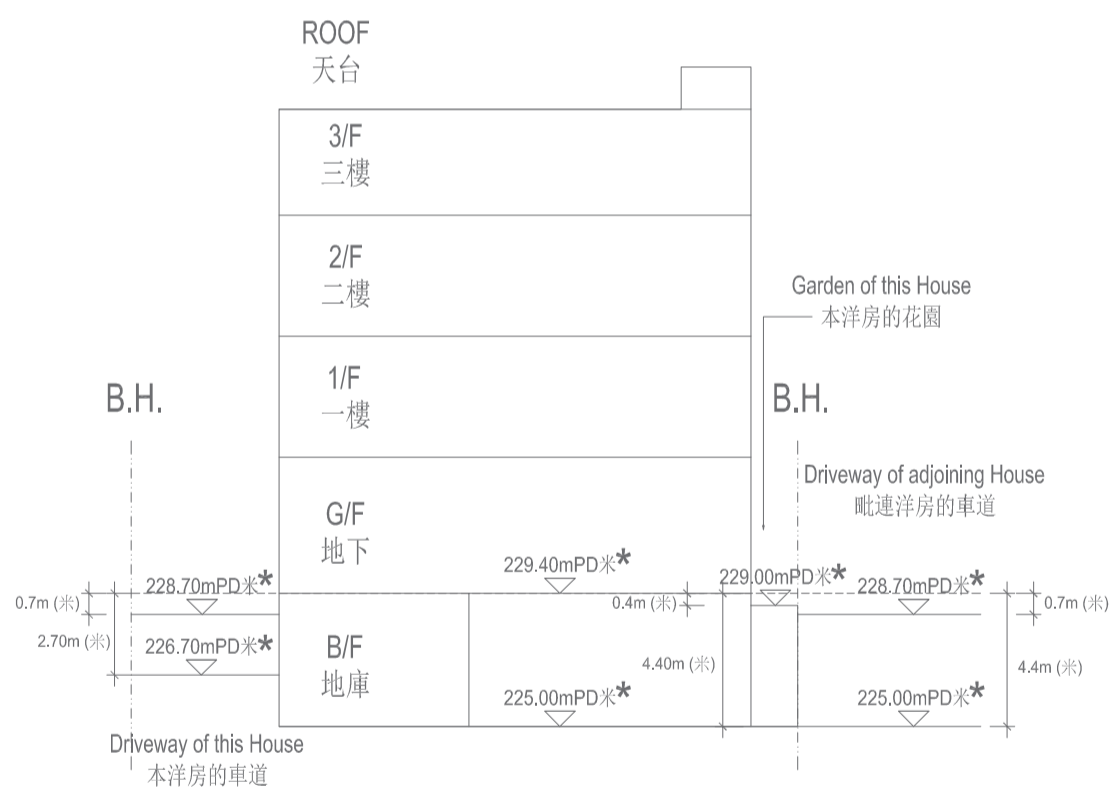 ROOF
天台
3/F
三樓
2/F
二樓
Garden of this House
本洋房的花園
1/F
一樓
B.H.
B.H.
Driveway of adjoining House
毗連洋房的車道
G/F
地下
229.40mPD米*
228.70mPD米*
229.00mPD米*
228.70mPD米*
0.7m (米)
0.4m (米)
0.7m (米)
2.70m (米)
226.70mPD米*
B/F
地庫
4.40m (米)
4.4m (米)
225.00mPD米*
225.00mPD米*
Driveway of this House
本洋房的車道